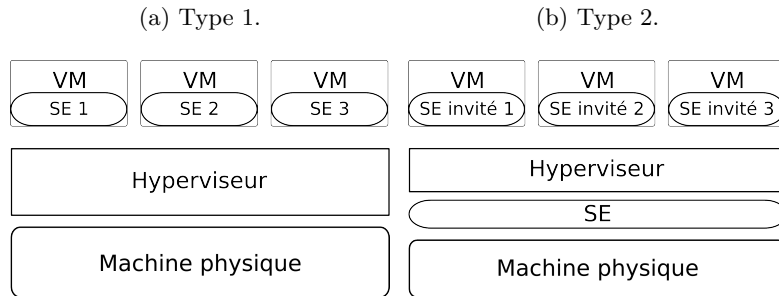 (a) Type 1.
VM
SE 1
VM
SE 2
VM
SE 3
Hyperviseur
Machine physique
(b) Type 2.
VM
SE invité 1
VM
SE invité 2
VM
SE invité 3
Hyperviseur
SE
Machine physique